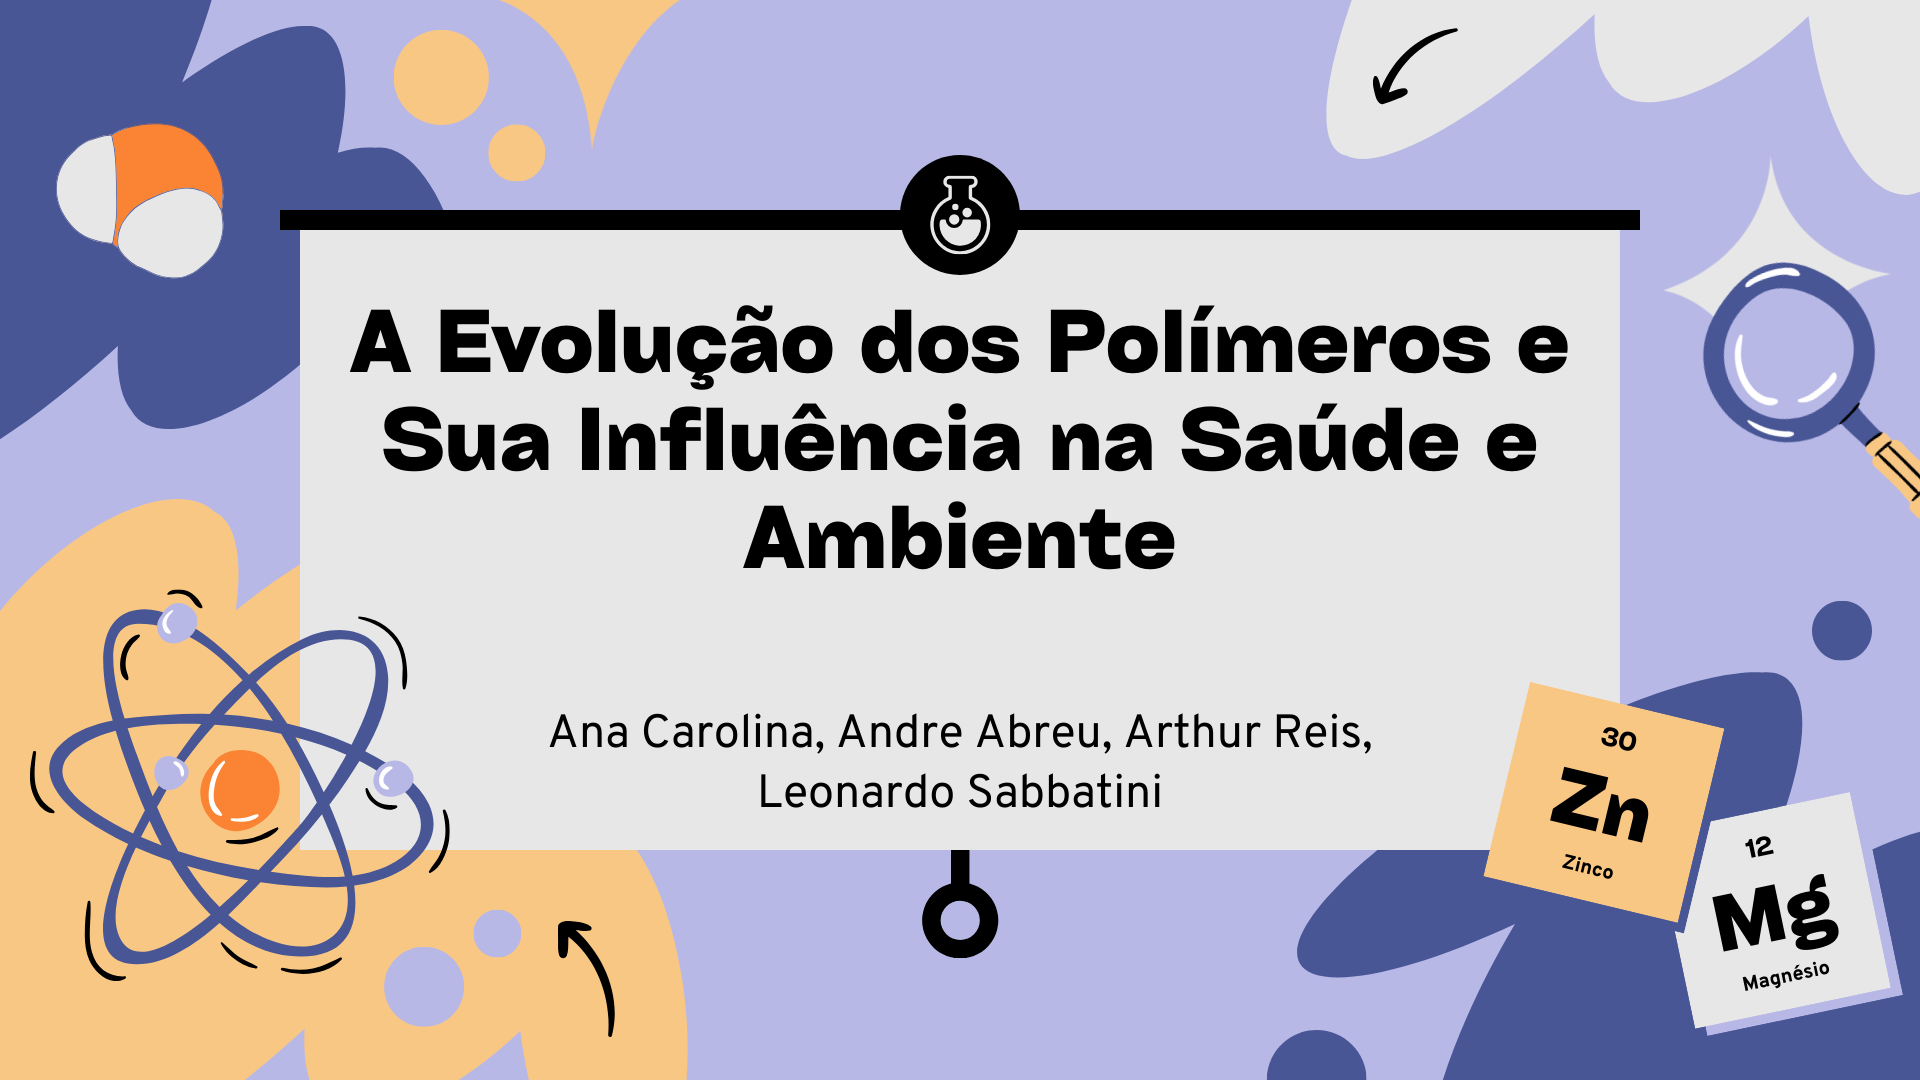 A Evolução dos Polímeros e
Sua Influência na Saúde e
Ambiente
Ana Carolina, Andre Abreu, Arthur Reis,
Leonardo Sabbatini
30
Zn
Zinco
12
Mg
Magnésio